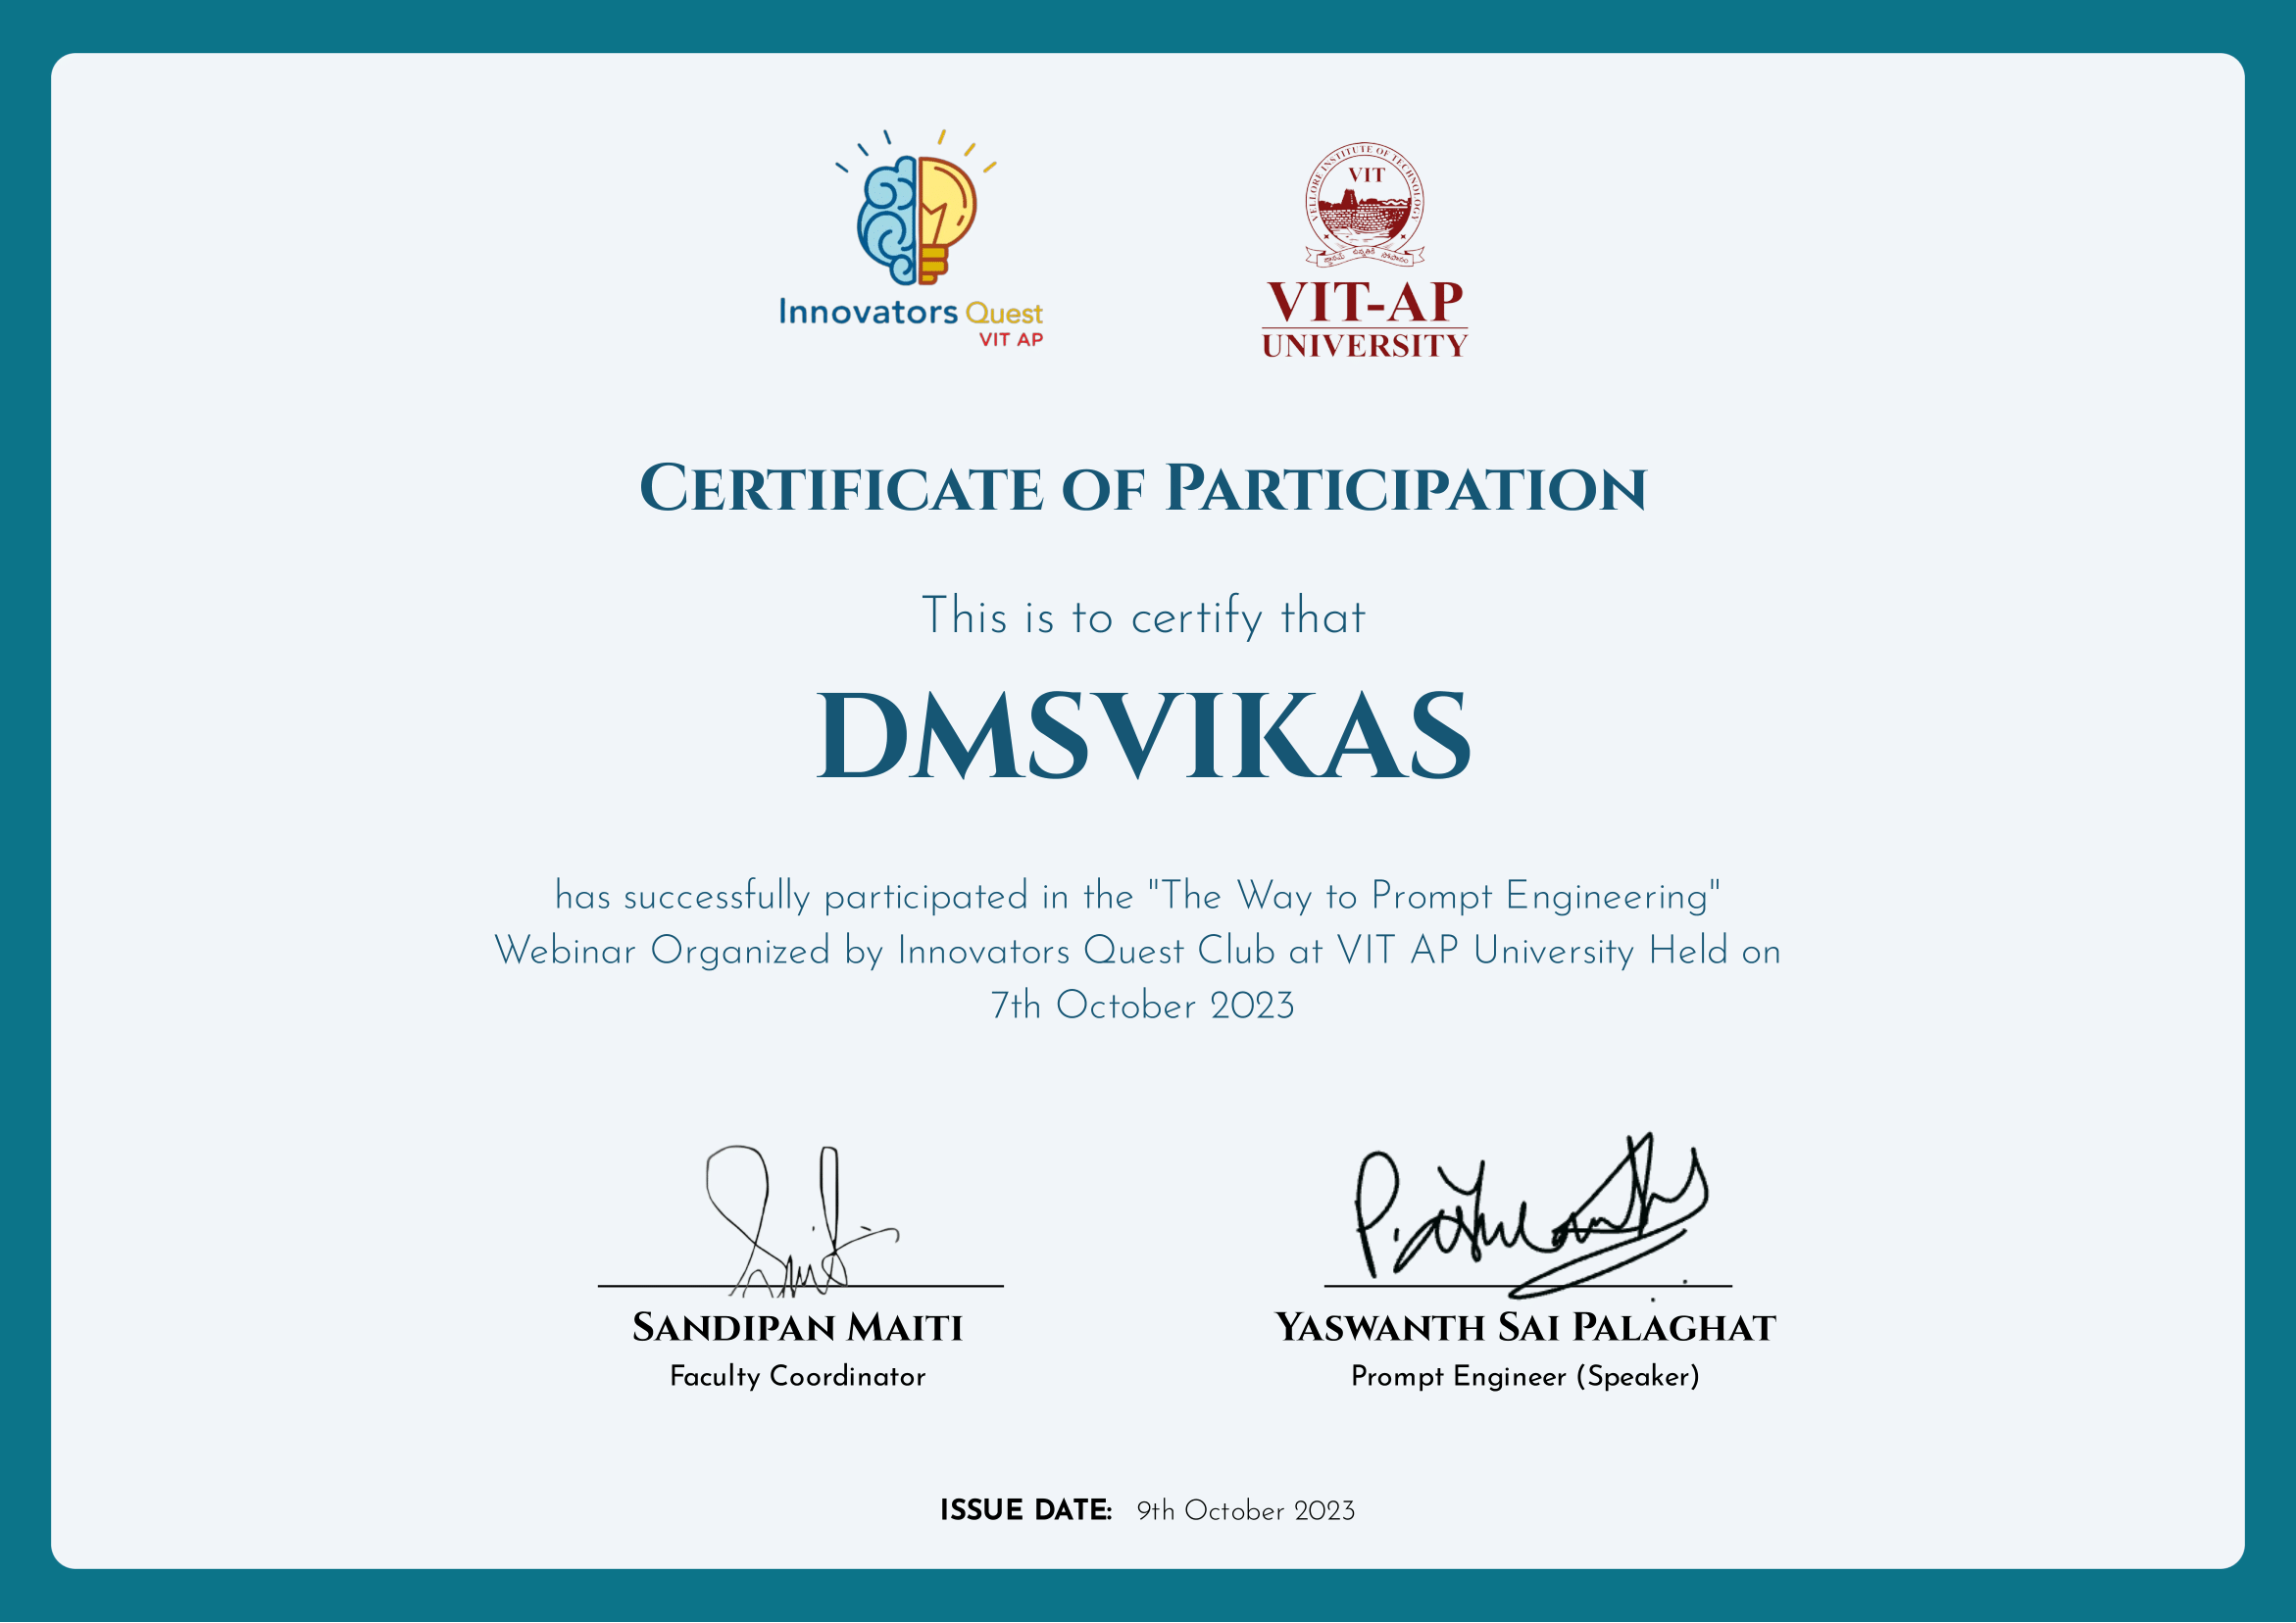 Innovators Quest
VIT AP
VELLORE INSTITUTE OF TECHNOLOGY
VIT
VIT-AP
UNIVERSITY
CERTIFICATE OF PARTICIPATION
This is to certify that
DMSVIKAS
has successfully participated in the "The Way to Prompt Engineering"
Webinar Organized by Innovators Quest Club at VIT AP University Held on
7th October 2023
SANDIPAN MAITI
Faculty Coordinator
YASWANTH SAI PALAGHAT
Prompt Engineer (Speaker)
ISSUE DATE: 9th October 2023